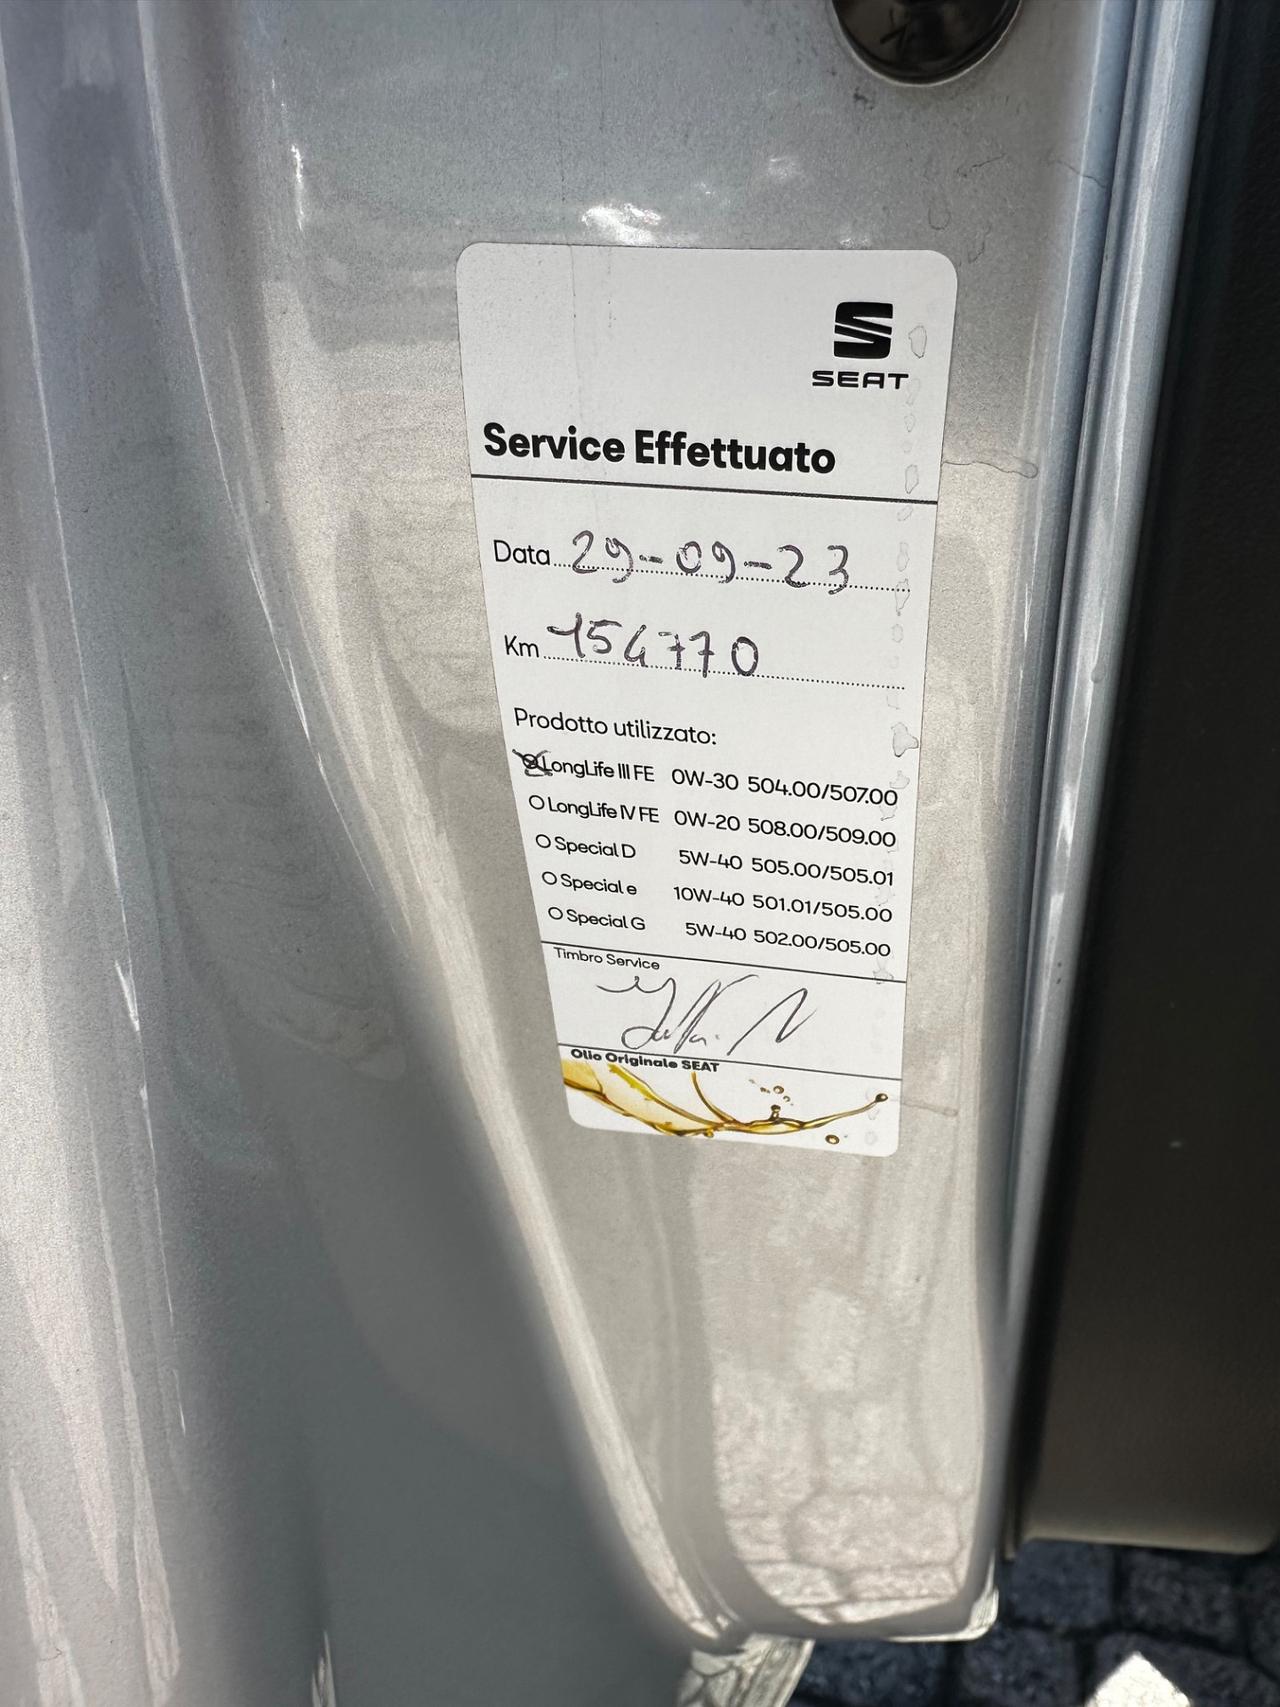 SEAT
Service Effettuato
Data 29-09-23
Km 154770
Prodotto utilizzato:
LongLife III FE 0W-30 504.00/507.00
LongLife IV FE 0W-20 508.00/509.00
Special D 5W-40 505.00/505.01
Special e 10W-40 501.01/505.00
Special G 5W-40 502.00/505.00
Timbro Service
Olio Originale SEAT